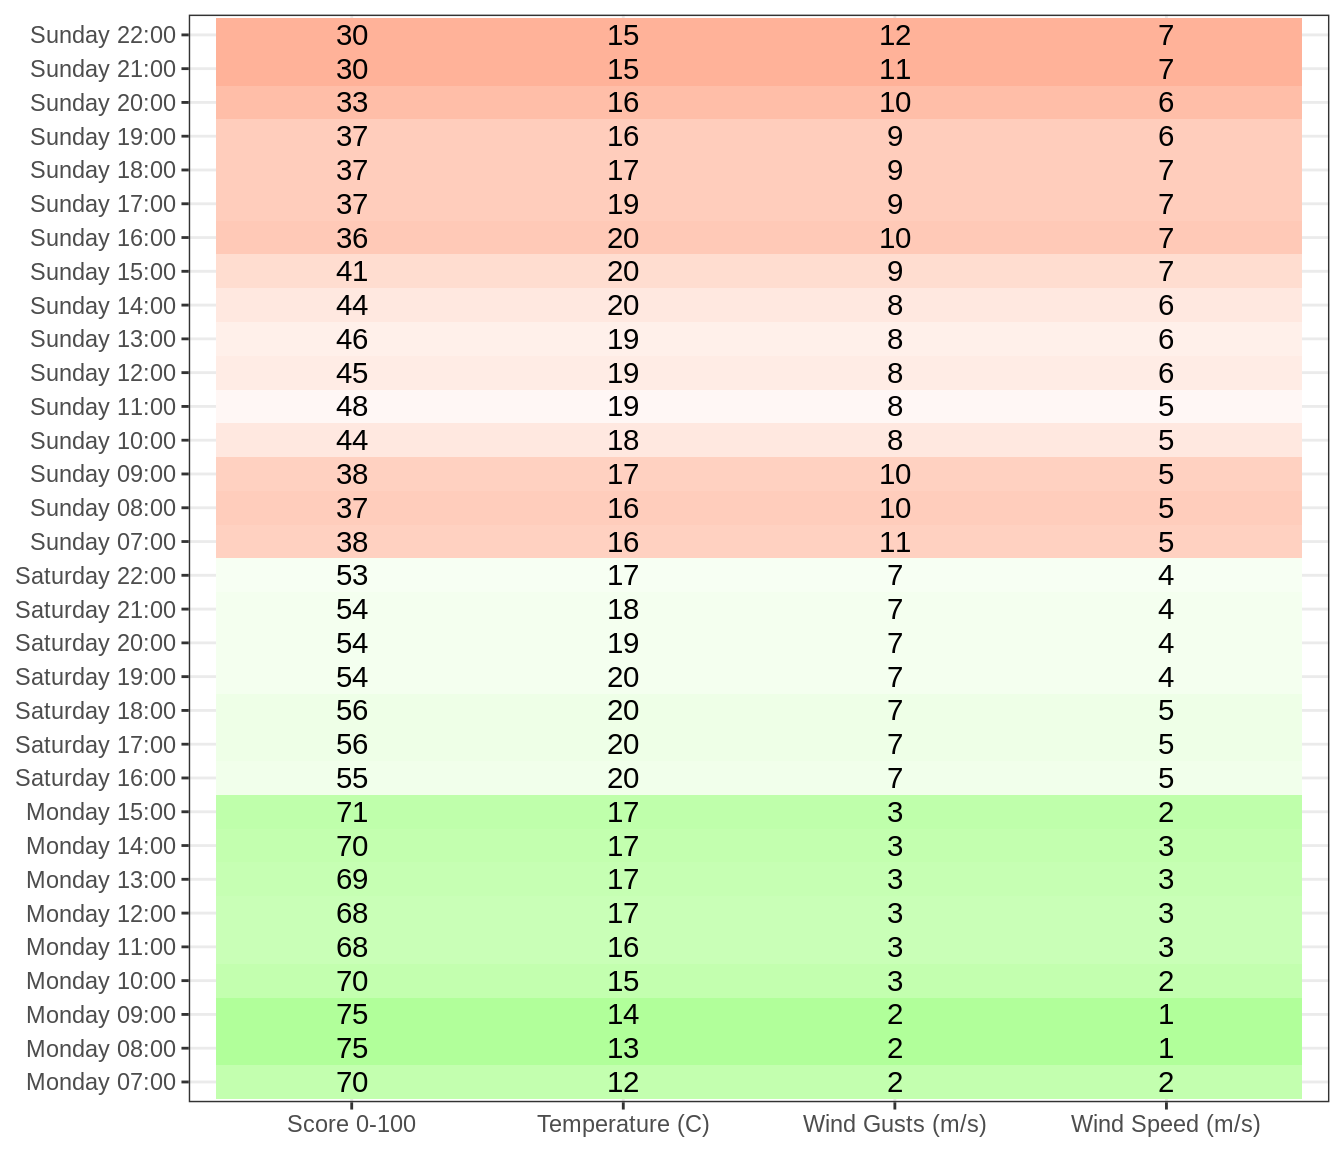 Sunday 22:00 30 15 12 7
Sunday 21:00 30 15 11 7
Sunday 20:00 33 16 10 6
Sunday 19:00 37 16 9 6
Sunday 18:00 37 17 9 7
Sunday 17:00 37 19 9 7
Sunday 16:00 36 20 10 7
Sunday 15:00 41 20 9 7
Sunday 14:00 44 20 8 6
Sunday 13:00 46 19 8 6
Sunday 12:00 45 19 8 6
Sunday 11:00 48 19 8 5
Sunday 10:00 44 18 8 5
Sunday 09:00 38 17 10 5
Sunday 08:00 37 16 10 5
Sunday 07:00 38 16 11 5
Saturday 22:00 53 17 7 4
Saturday 21:00 54 18 7 4
Saturday 20:00 54 19 7 4
Saturday 19:00 54 20 7 4
Saturday 18:00 56 20 7 5
Saturday 17:00 56 20 7 5
Saturday 16:00 55 20 7 5
Monday 15:00 71 17 3 2
Monday 14:00 70 17 3 3
Monday 13:00 69 17 3 3
Monday 12:00 68 17 3 3
Monday 11:00 68 16 3 3
Monday 10:00 70 15 3 2
Monday 09:00 75 14 2 1
Monday 08:00 75 13 2 1
Monday 07:00 70 12 2 2
Score 0-100 Temperature (C) Wind Gusts (m/s) Wind Speed (m/s)